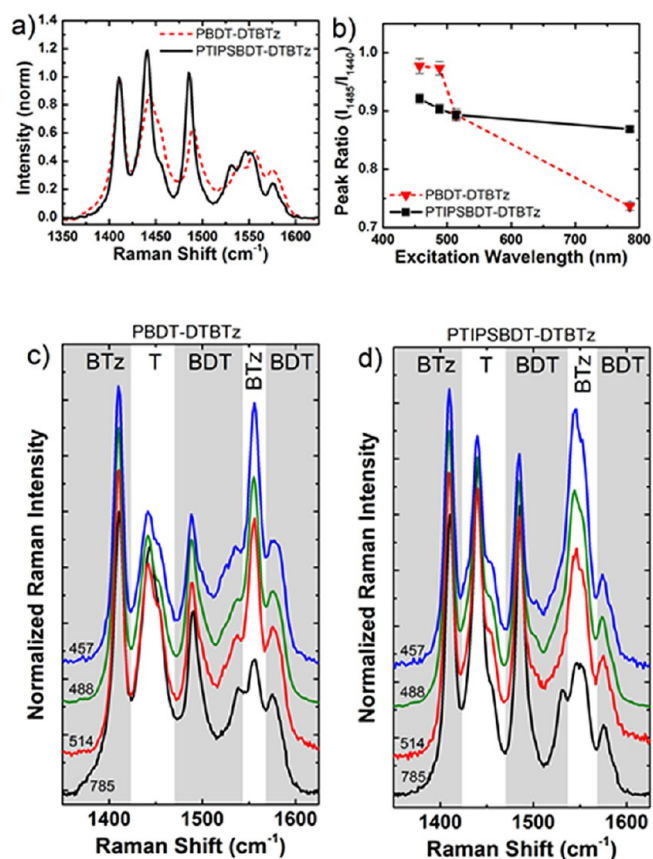 a)
1.4
1.2
1.0
0.8
0.6
0.4
0.2
0.0
Intensity (norm)
PBDT-DTBTz
PTIPSBDT-DTBTz
1350 1400 1450 1500 1550 1600
Raman Shift (cm⁻¹)
b)
1.0
0.9
0.8
0.7
Peak Ratio (I₁₄₈₅/I₁₄₄₀)
PBDT-DTBTz
PTIPSBDT-DTBTz
400 500 600 700 800
Excitation Wavelength (nm)
PBDT-DTBTz
c)
BTz T BDT BTz BDT
Normalized Raman Intensity
457
488
514
785
1400 1500 1600
Raman Shift (cm⁻¹)
PTIPSBDT-DTBTz
d)
BTz T BDT BTz BDT
Normalized Raman Intensity
457
488
514
785
1400 1500 1600
Raman Shift (cm⁻¹)